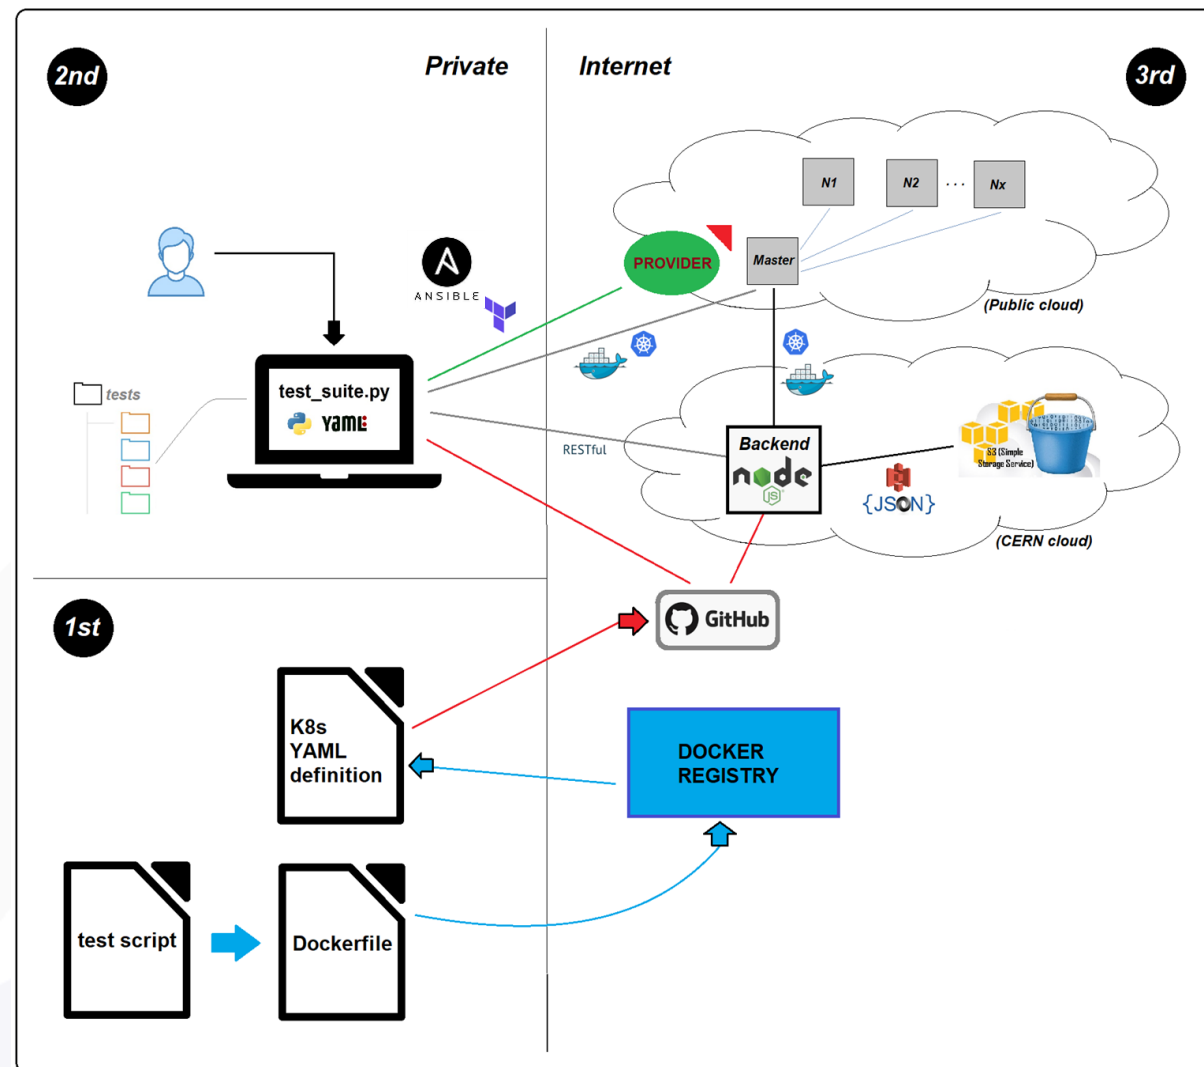 2nd
Private
Internet
3rd
N1
N2
...
Nx
PROVIDER
Master
ANSIBLE
(Public cloud)
tests
test_suite.py
YAML
RESTful
Backend
node
JS
S3 (Simple
Storage Service)
{JSON}
(CERN cloud)
1st
GitHub
K8s
YAML
definition
DOCKER
REGISTRY
test script
Dockerfile